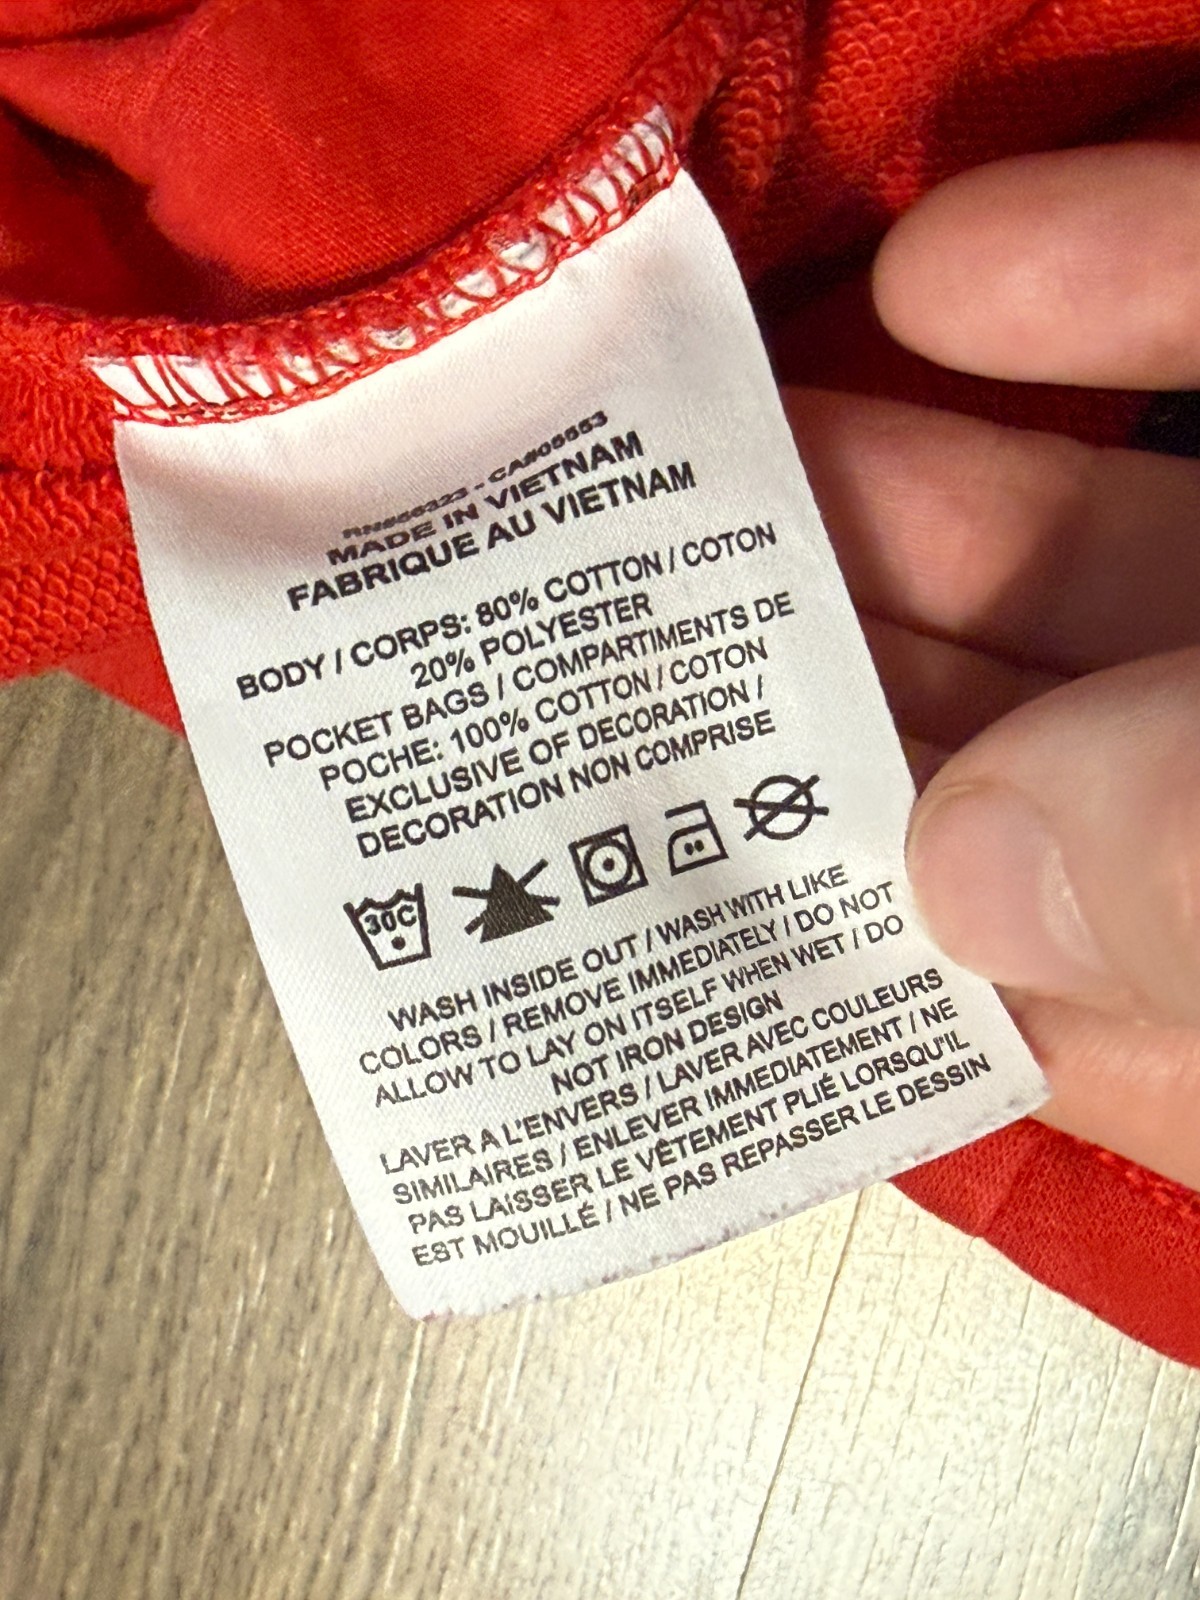 MADE IN VIETNAM
FABRIQUE AU VIETNAM
BODY / CORPS: 80% COTTON / COTON
20% POLYESTER
POCKET BAGS / COMPARTIMENTS DE
POCHE: 100% COTTON / COTON
EXCLUSIVE OF DECORATION /
DECORATION NON COMPRISE
30C
WASH INSIDE OUT / WASH WITH LIKE
COLORS / REMOVE IMMEDIATELY / DO NOT
ALLOW TO LAY ON ITSELF WHEN WET / DO
NOT IRON DESIGN
LAVER A L'ENVERS / LAVER AVEC COULEURS
SIMILAIRES / ENLEVER IMMEDIATEMENT / NE
PAS LAISSER LE VÊTEMENT PLIÉ LORSQU'IL
EST MOUILLÉ / NE PAS REPASSER LE DESSIN